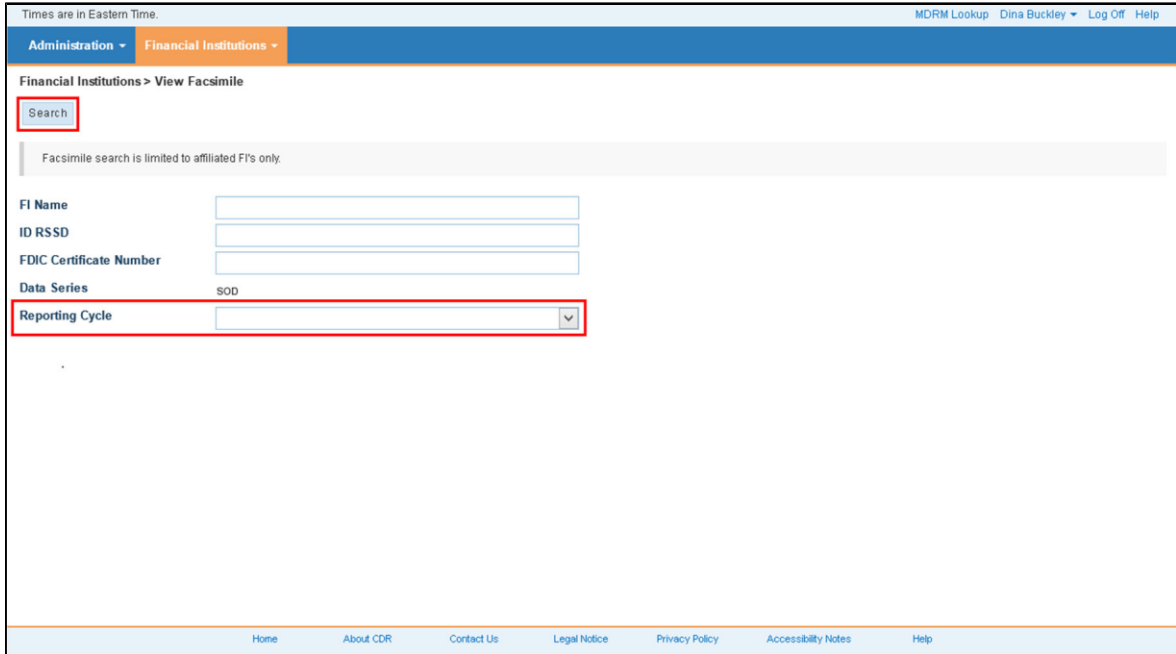 Times are in Eastern Time. MDRM Lookup Dina Buckley Log Off Help
Administration Financial Institutions
Financial Institutions > View Facsimile
Search
Facsimile search is limited to affiliated FI's only.
FI Name
ID RSSD
FDIC Certificate Number
Data Series SOD
Reporting Cycle
.
Home About CDR Contact Us Legal Notice Privacy Policy Accessibility Notes Help